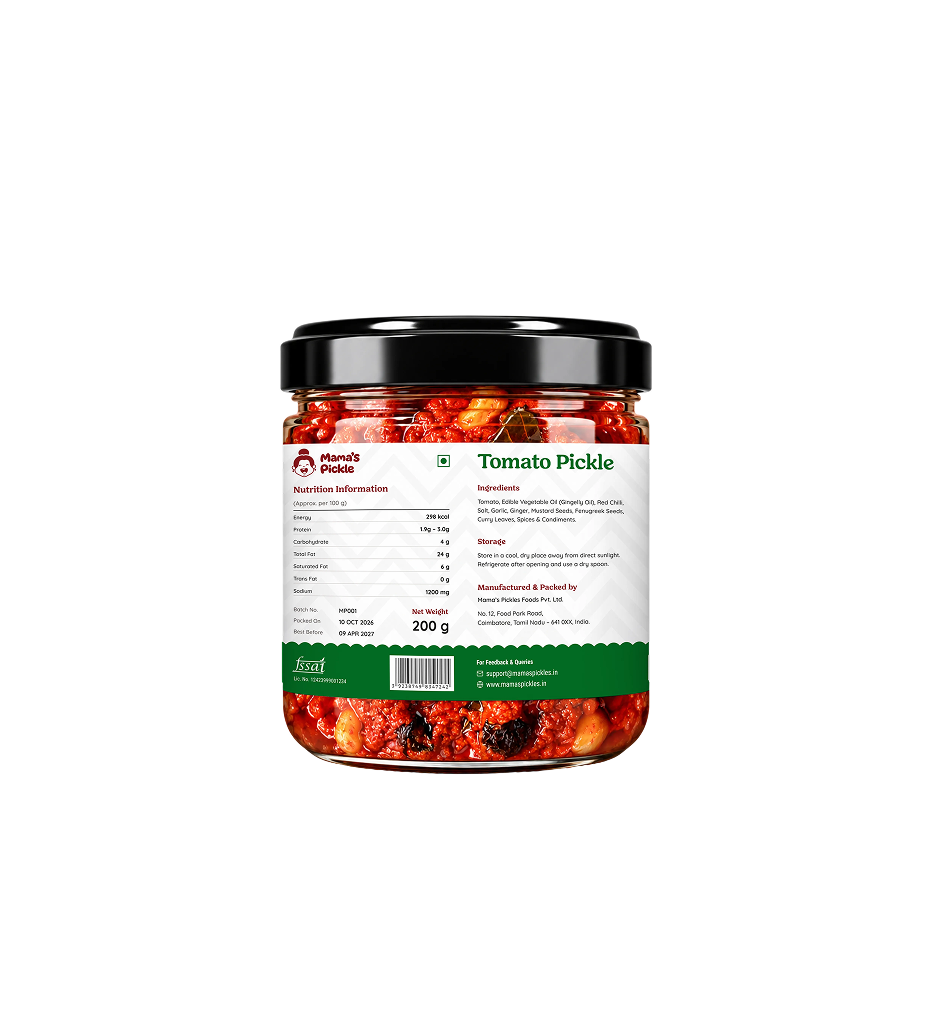 Mama's
Pickle
Nutrition Information
(Approx. per 100 g)
Energy 298 kcal
Protein 1.9g - 3.0g
Carbohydrate 4 g
Total Fat 24 g
Saturated Fat 6 g
Trans Fat 0 g
Sodium 1200 mg
Batch No. MP001
Packed On 10 OCT 2026
Best Before 09 APR 2027
Net Weight
200 g
fssai
Lic. No. 12423999001234
Tomato Pickle
Ingredients
Tomato, Edible Vegetable Oil (Gingelly Oil), Red Chilli,
Salt, Garlic, Ginger, Mustard Seeds, Fenugreek Seeds,
Curry Leaves, Spices & Condiments.
Storage
Store in a cool, dry place away from direct sunlight.
Refrigerate after opening and use a dry spoon.
Manufactured & Packed by
Mama's Pickles Foods Pvt. Ltd.
No. 12, Food Park Road,
Coimbatore, Tamil Nadu - 641 0XX, India.
For Feedback & Queries
support@mamaspickles.in
www.mamaspickles.in